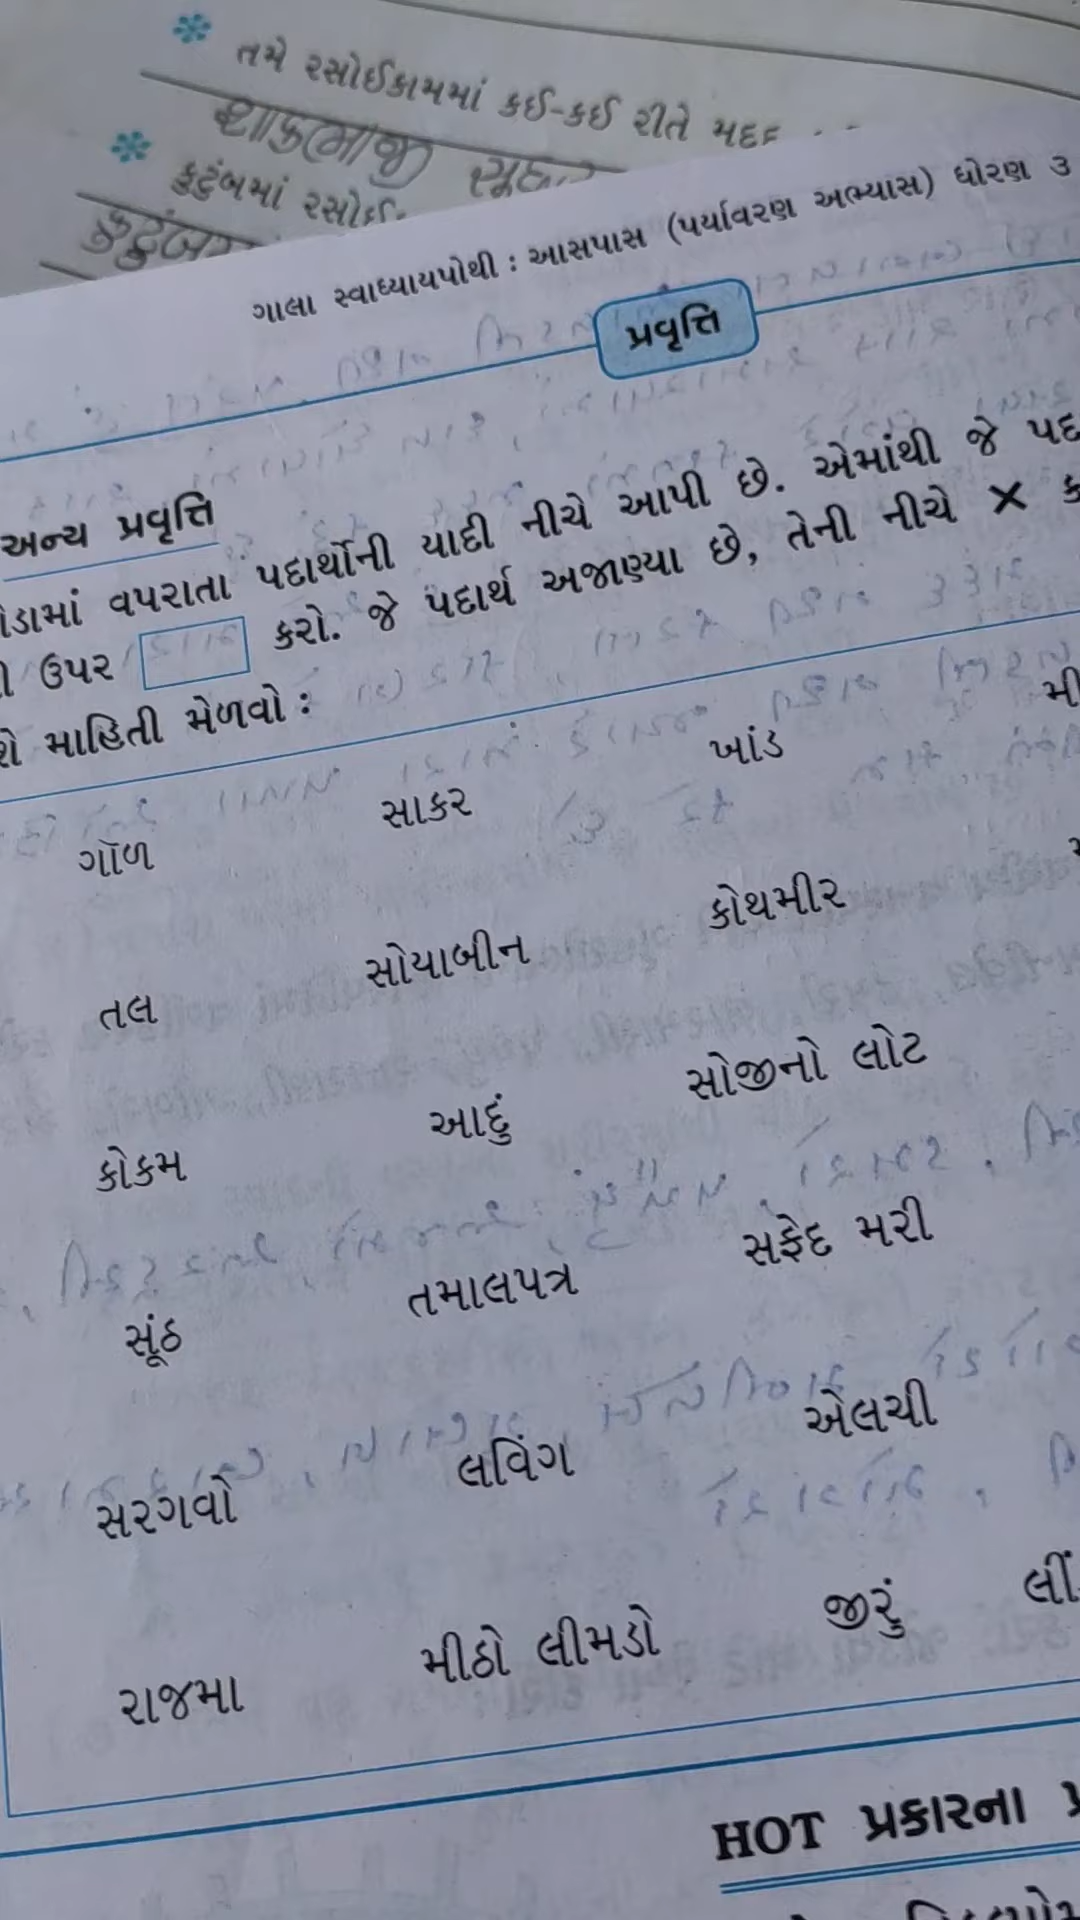 તમે રસોઈકામમાં કઈ-કઈ રીતે મદદ
શાકભાજી
કુટુંબમાં રસોઈ
ગાલા સ્વાધ્યાયપોથી : આસપાસ (પર્યાવરણ અભ્યાસ) ધોરણ ૩
પ્રવૃત્તિ
અન્ય પ્રવૃત્તિ
વપરાતા પદાર્થોની યાદી નીચે આપી છે. એમાંથી જે
ઉપર કરો. જે પદાર્થ અજાણ્યા છે, તેની નીચે ✕
માહિતી મેળવો :
ગૉળ સાકર ખાંડ
તલ સોયાબીન કોથમીર
કોકમ આદું સોજીનો લોટ
સૂંઠ તમાલપત્ર સફેદ મરી
સરગવો લવિંગ એલચી
રાજમા મીઠો લીમડો જીરું
HOT પ્રકારના